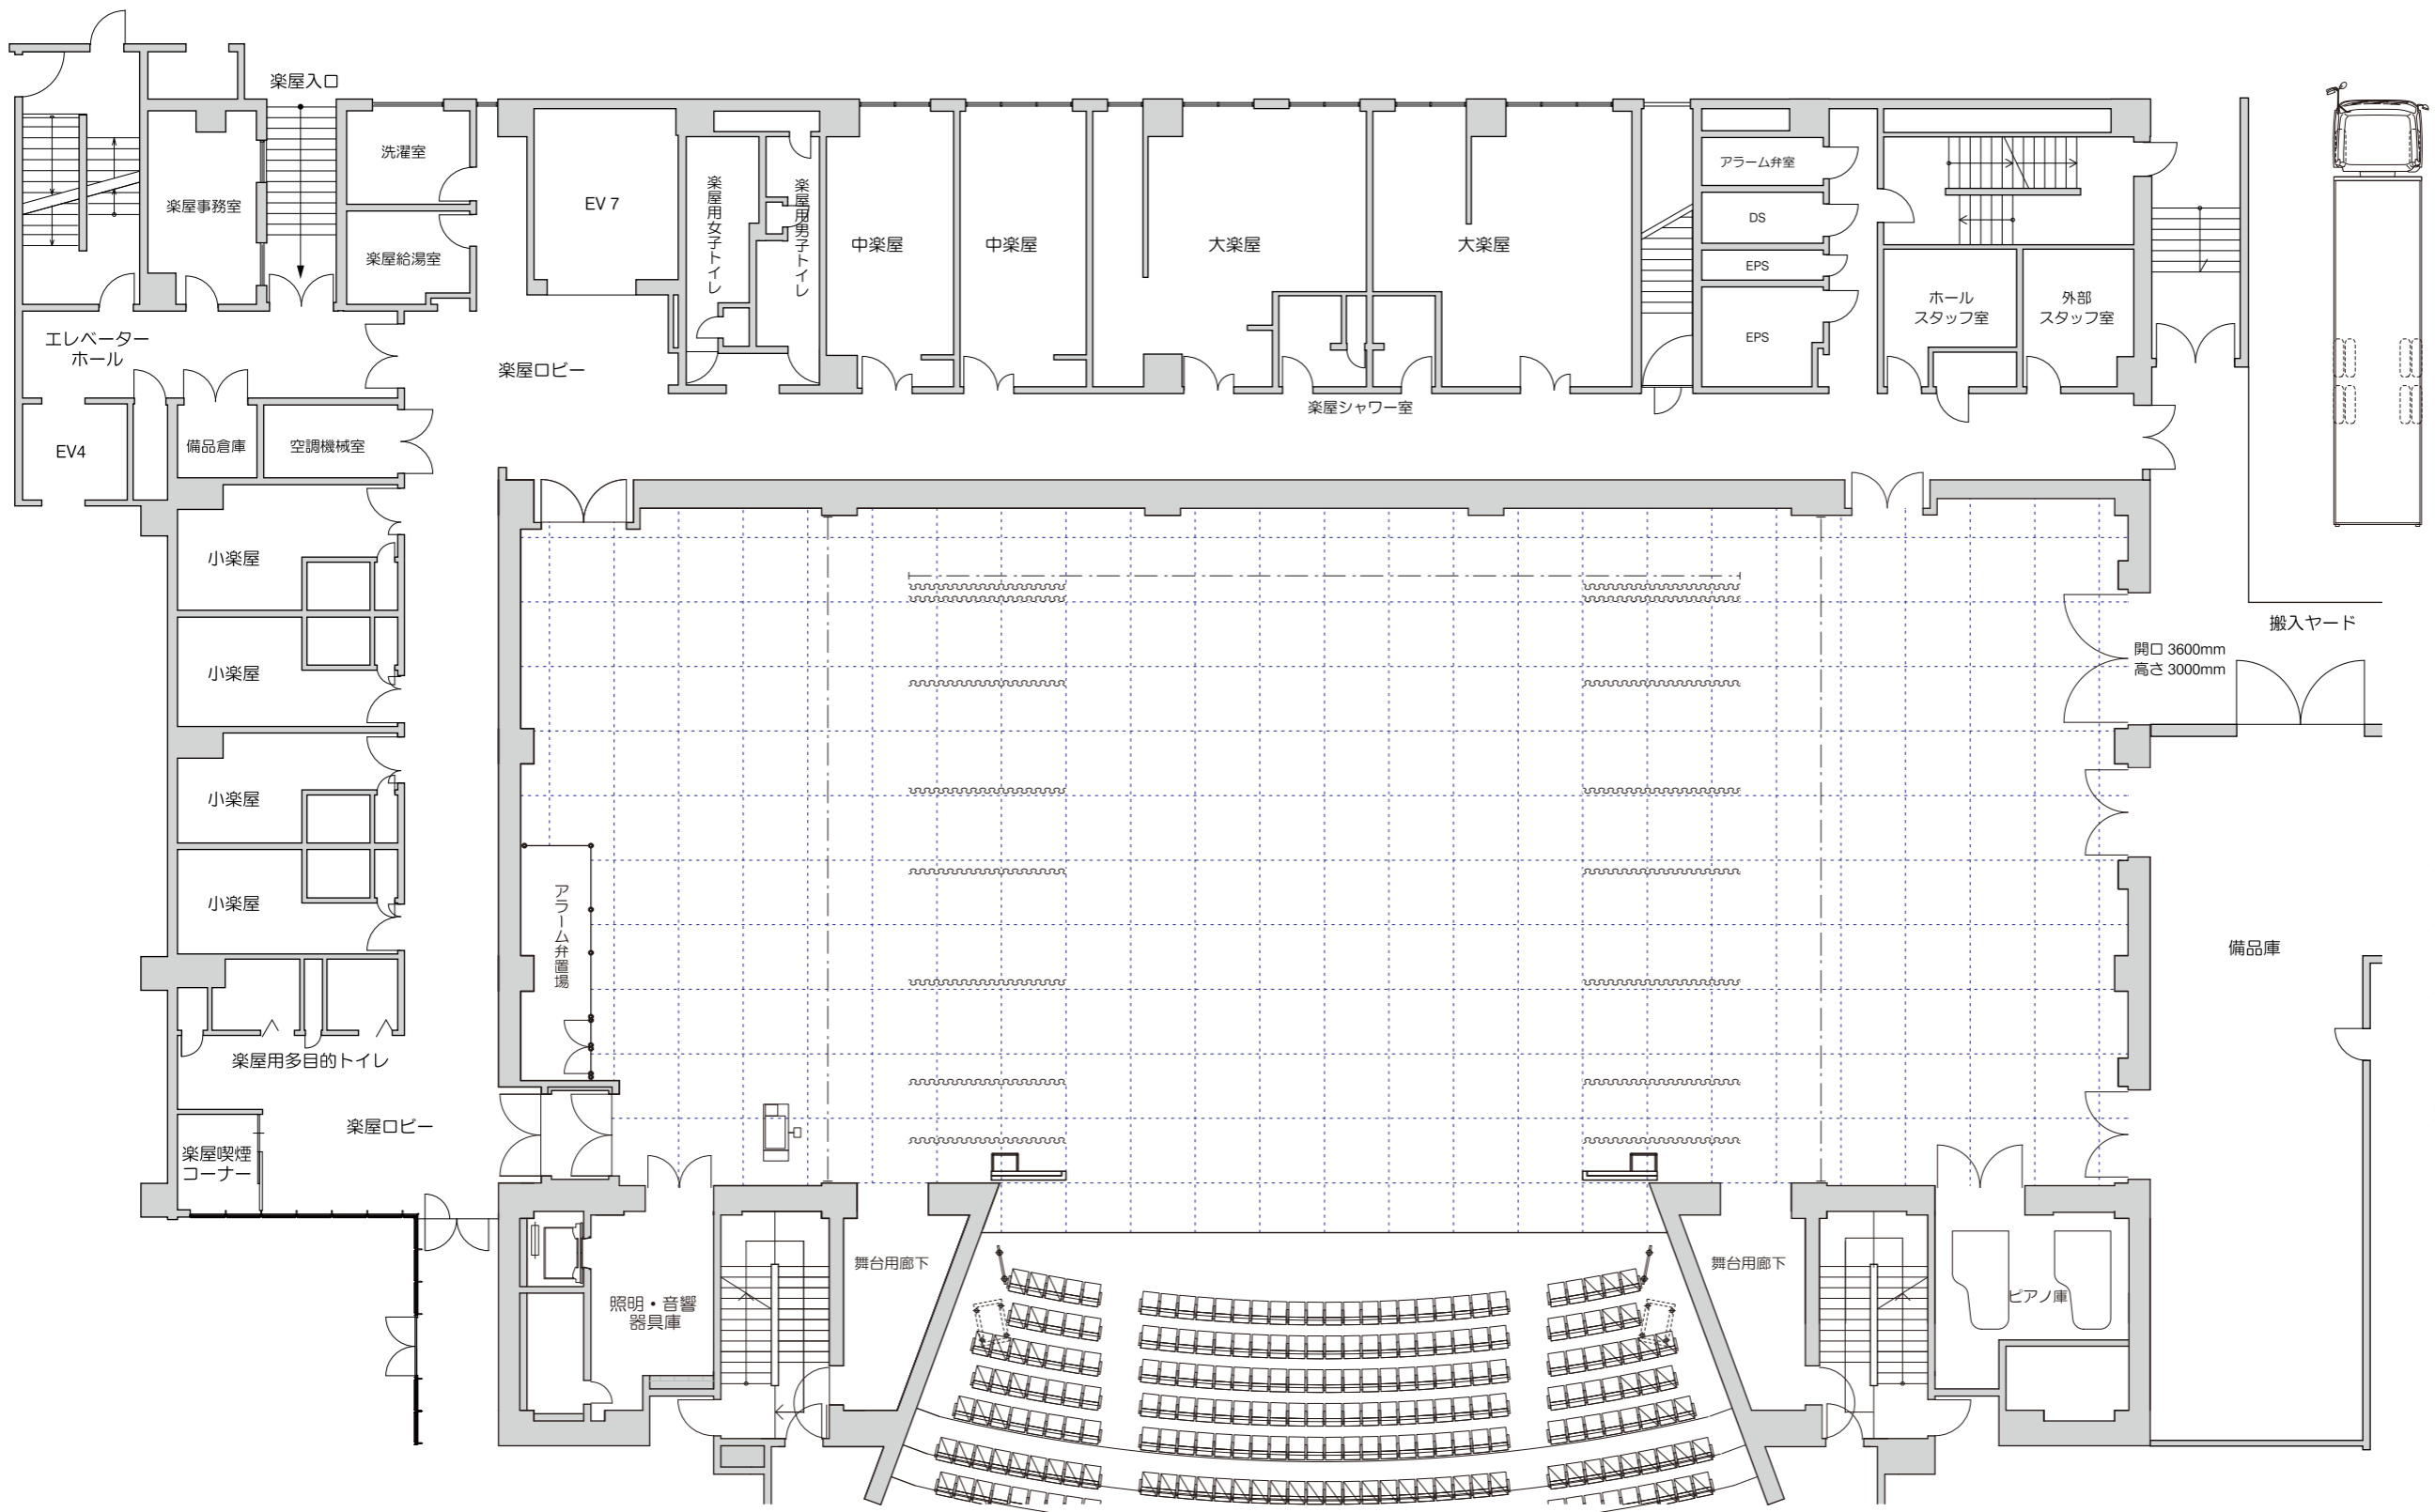 楽屋入口
洗濯室
楽屋事務室
楽屋給湯室
EV 7
楽屋用女子トイレ
楽屋用男子トイレ
中楽屋
中楽屋
大楽屋
大楽屋
アラーム弁室
DS
EPS
EPS
ホール
スタッフ室
外部
スタッフ室
エレベーター
ホール
楽屋ロビー
楽屋シャワー室
EV4
備品倉庫
空調機械室
小楽屋
小楽屋
小楽屋
小楽屋
搬入ヤード
開口 3600mm
高さ 3000mm
アラーム弁置場
備品庫
楽屋用多目的トイレ
楽屋ロビー
楽屋喫煙
コーナー
舞台用廊下
舞台用廊下
照明・音響
器具庫
ピアノ庫